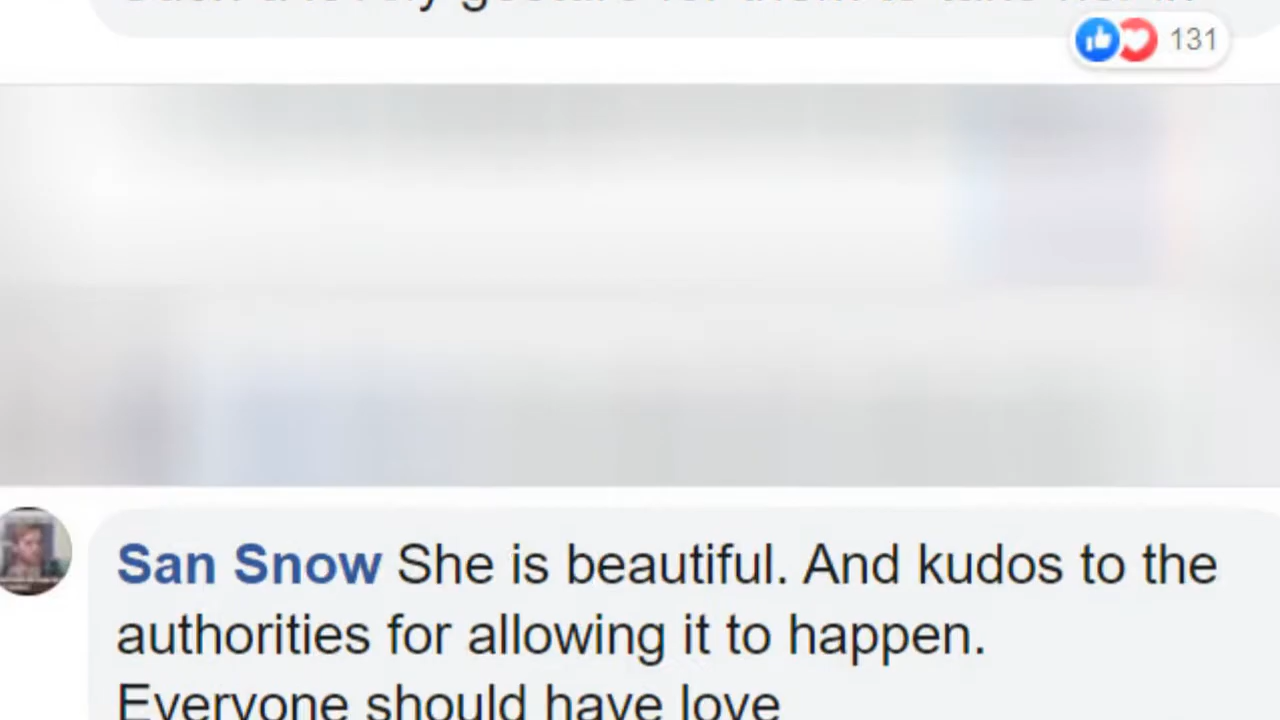 131
San Snow She is beautiful. And kudos to the
authorities for allowing it to happen.
Everyone should have love